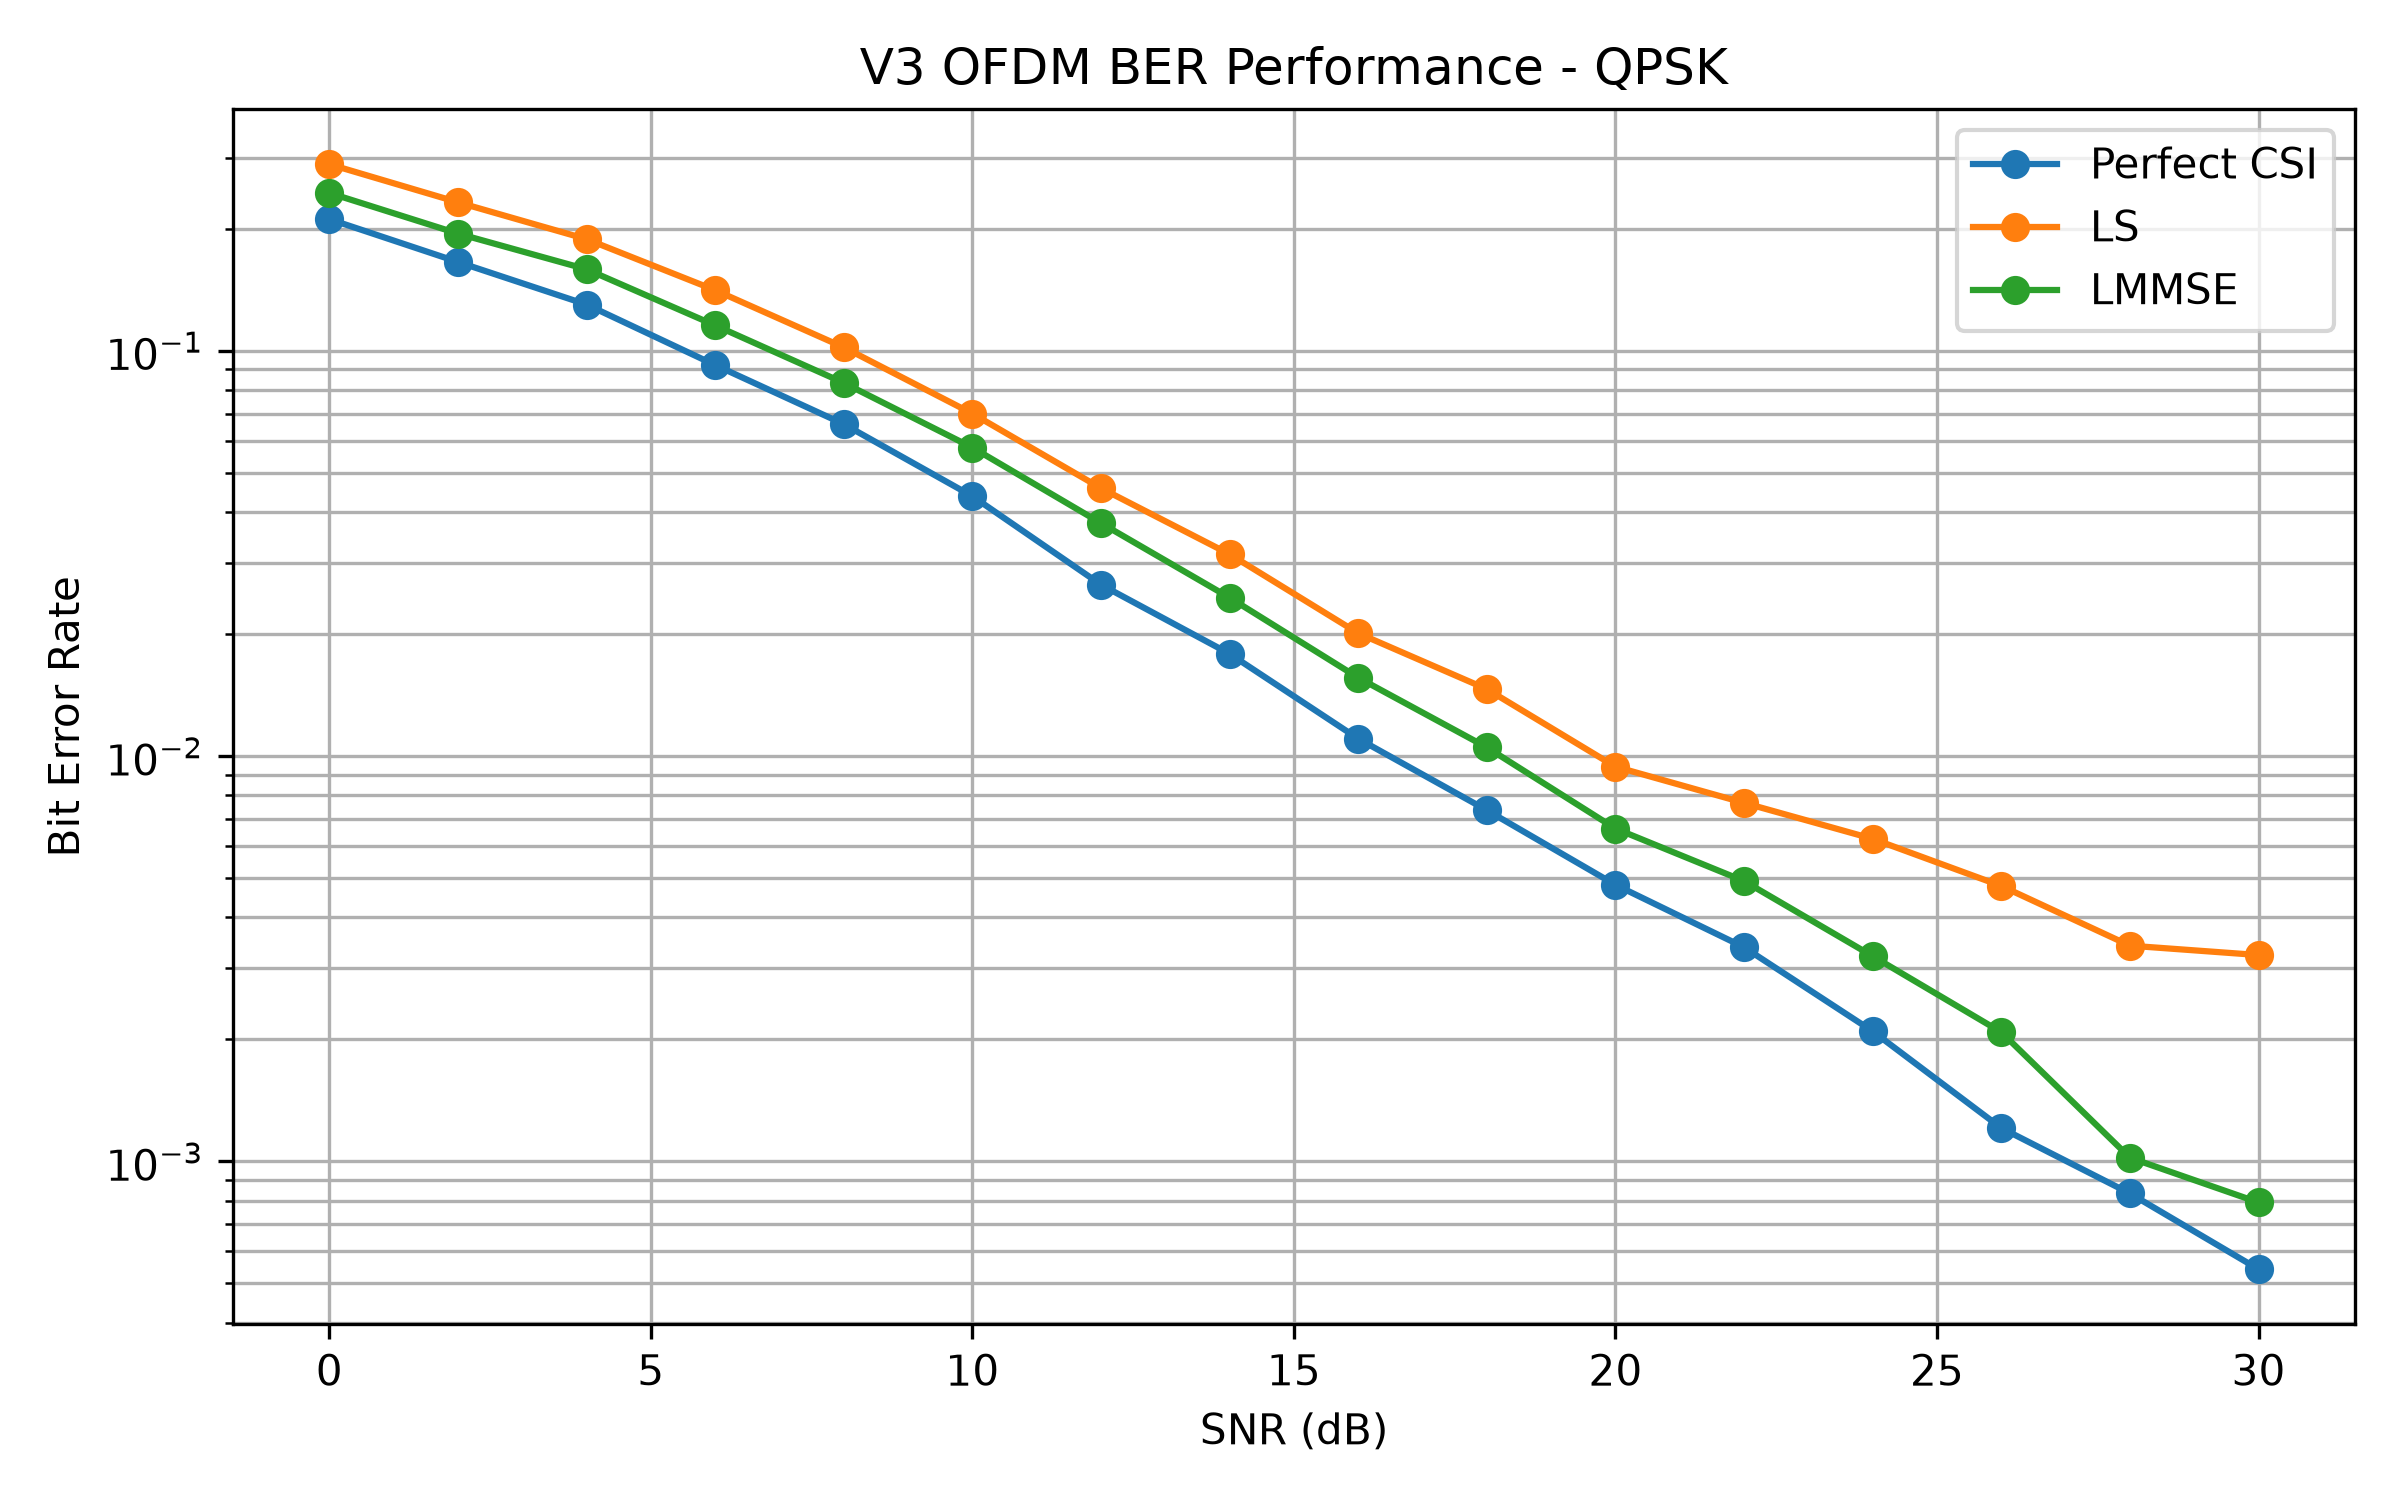 V3 OFDM BER Performance - QPSK
Perfect CSI
LS
LMMSE
Bit Error Rate
10⁻¹
10⁻²
10⁻³
0 5 10 15 20 25 30
SNR (dB)